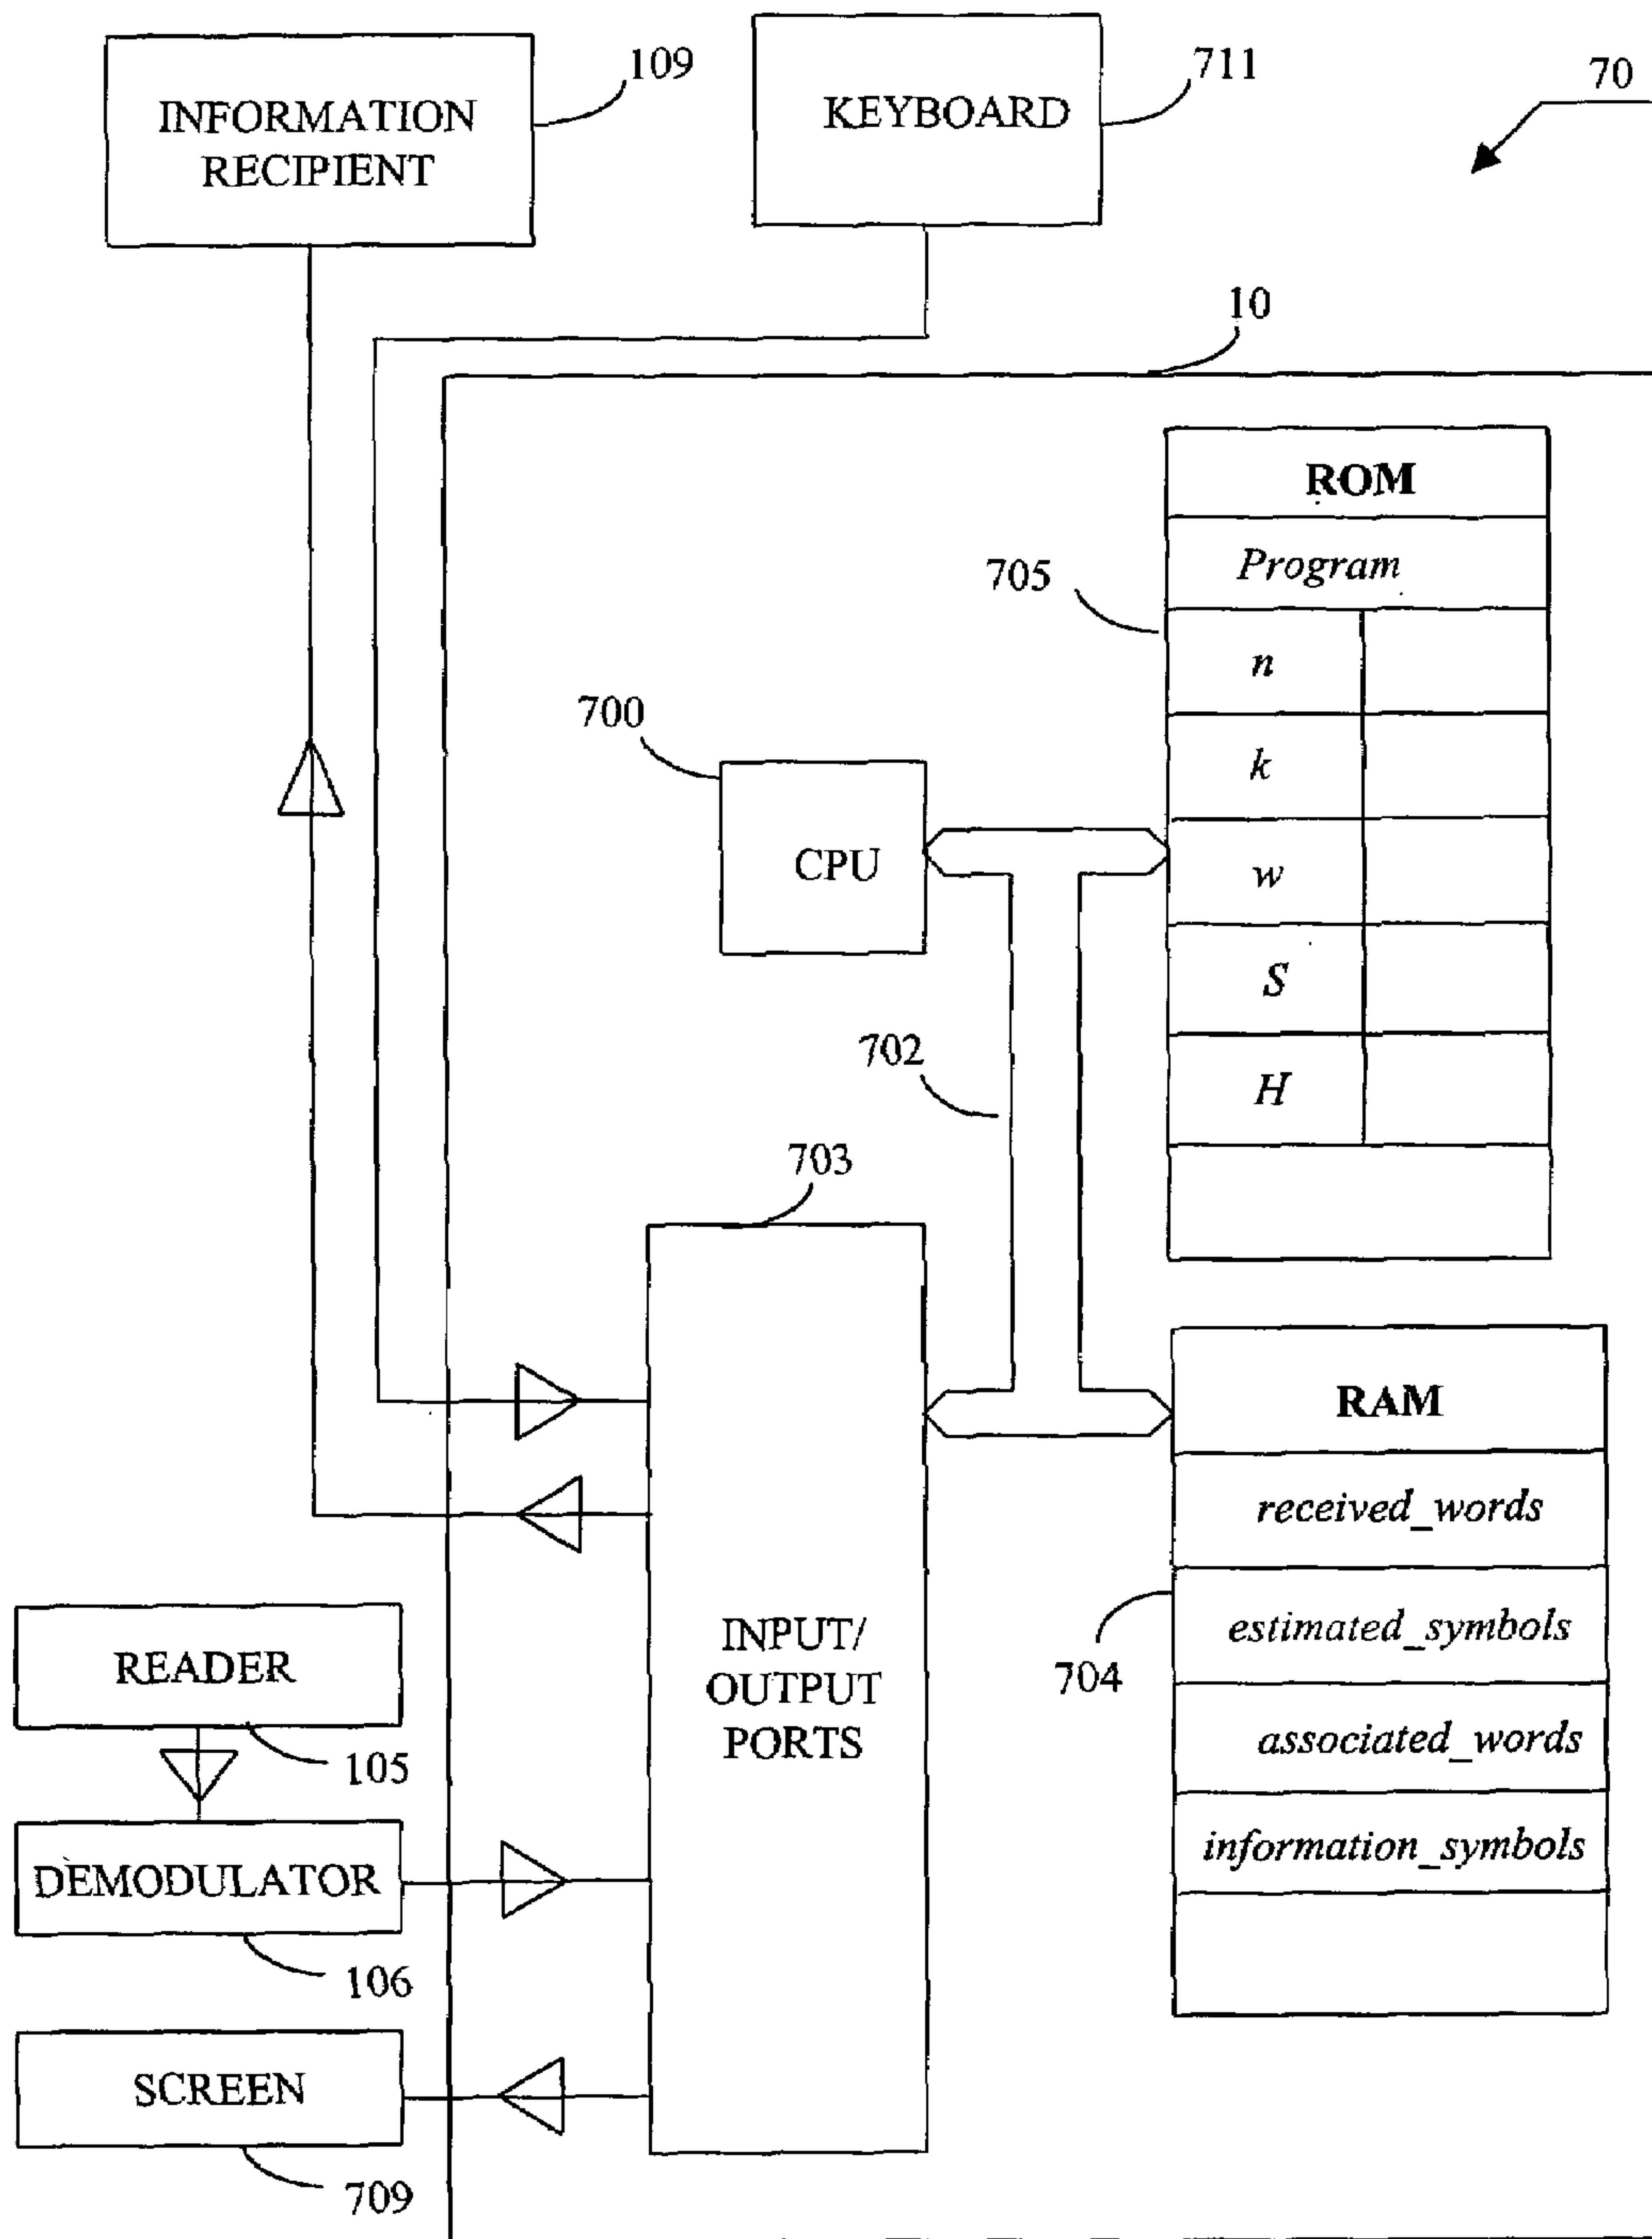 INFORMATION
RECIPIENT
109
KEYBOARD
711
70
10
ROM
Program
n
k
w
S
H
705
700
CPU
702
703
INPUT/
OUTPUT
PORTS
RAM
received_words
estimated_symbols
associated_words
information_symbols
704
READER
105
DEMODULATOR
106
SCREEN
709